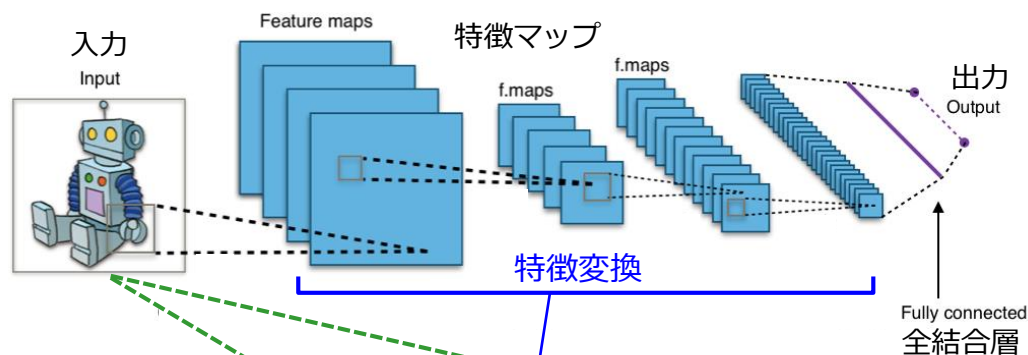 入力
Input
Feature maps
特徴マップ
f.maps
f.maps
出力
Output
特徴変換
Fully connected
全結合層